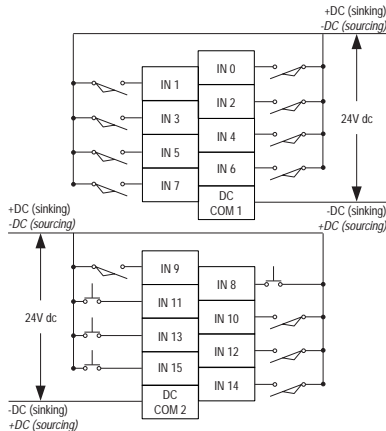 +DC (sinking)
-DC (sourcing)
IN 0
IN 1
IN 2
IN 3
IN 4
24V dc
IN 5
IN 6
IN 7
DC
COM 1
+DC (sinking)
-DC (sourcing)
-DC (sinking)
+DC (sourcing)
IN 9
IN 8
IN 11
24V dc
IN 10
IN 13
IN 12
IN 15
IN 14
DC
COM 2
-DC (sinking)
+DC (sourcing)